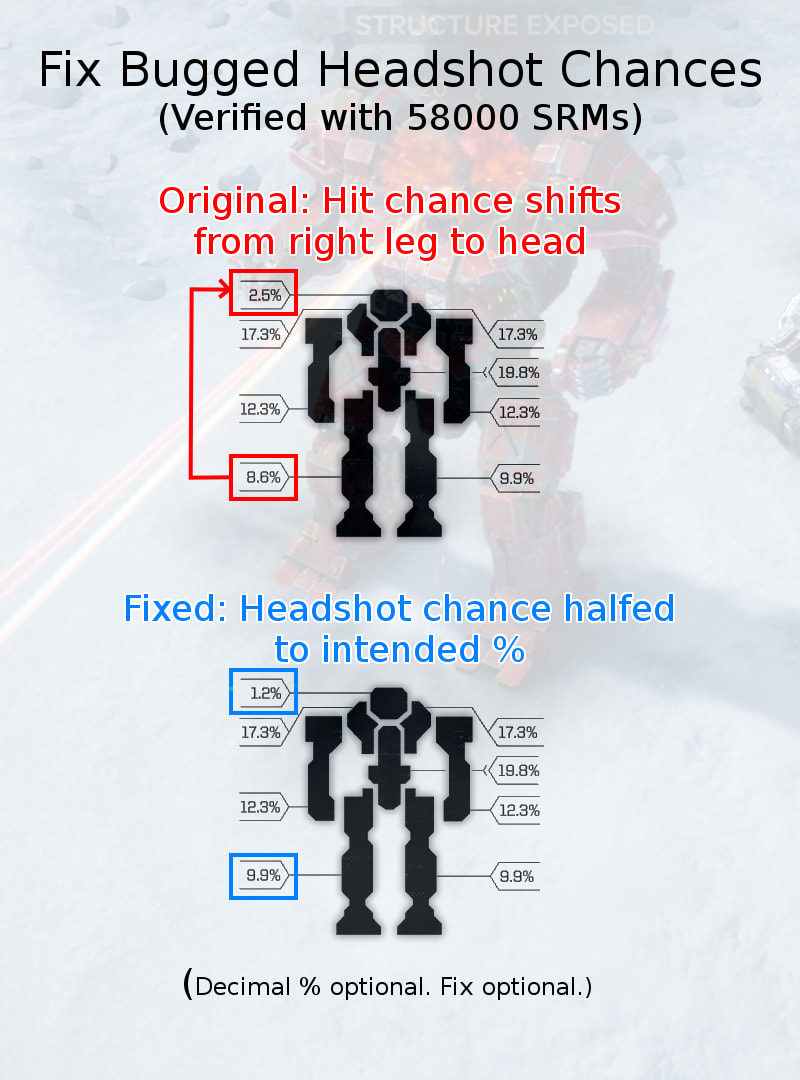 STRUCTURE EXPOSED
Fix Bugged Headshot Chances
(Verified with 58000 SRMs)
Original: Hit chance shifts
from right leg to head
2.5%
17.3%
17.3%
19.8%
12.3%
12.3%
8.6%
9.9%
Fixed: Headshot chance halfed
to intended %
1.2%
17.3%
17.3%
19.8%
12.3%
12.3%
9.9%
9.9%
(Decimal % optional. Fix optional.)